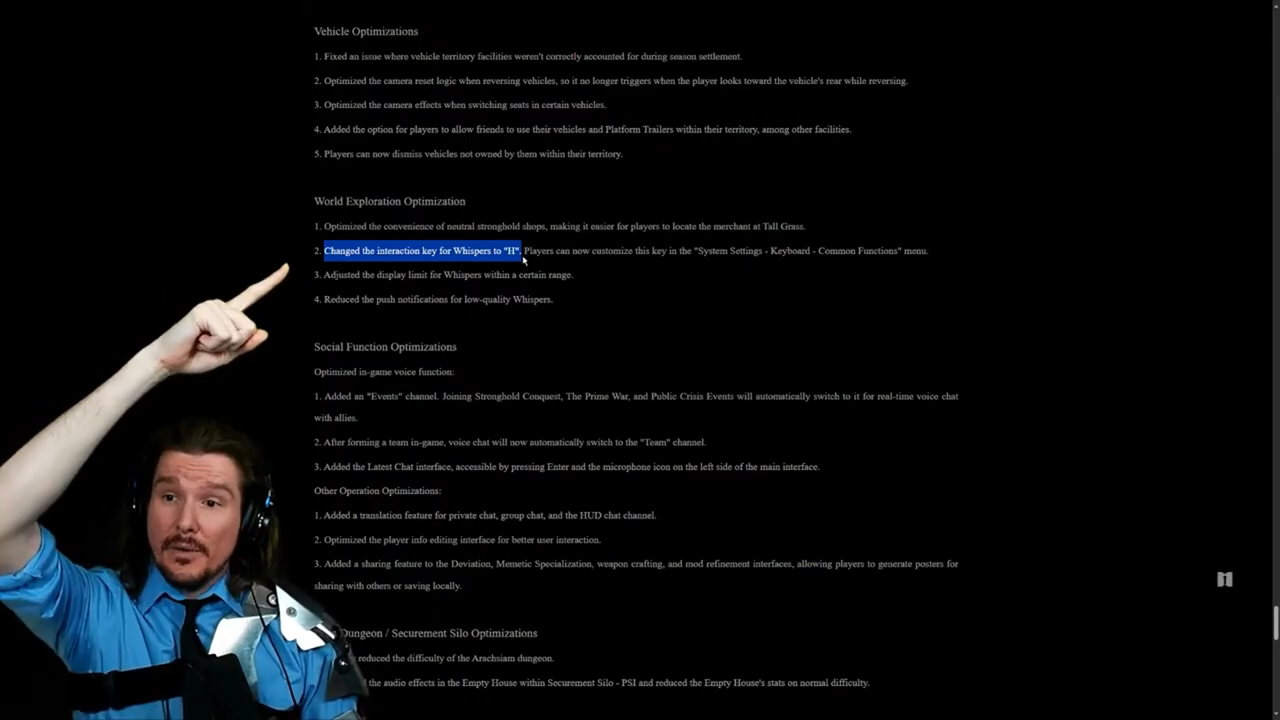 Vehicle Optimizations
1. Fixed an issue where vehicle territory facilities weren't correctly accounted for during season settlement.
2. Optimized the camera reset logic when reversing vehicles, so it no longer triggers when the player looks toward the vehicle's rear while reversing.
3. Optimized the camera effects when switching seats in certain vehicles.
4. Added the option for players to allow friends to use their vehicles and Platform Trailers within their territory, among other facilities.
5. Players can now dismiss vehicles not owned by them within their territory.
World Exploration Optimization
1. Optimized the convenience of neutral stronghold shops, making it easier for players to locate the merchant at Tall Grass.
2. Changed the interaction key for Whispers to "H". Players can now customize this key in the "System Settings - Keyboard - Common Functions" menu.
3. Adjusted the display limit for Whispers within a certain range.
4. Reduced the push notifications for low-quality Whispers.
Social Function Optimizations
Optimized in-game voice function:
1. Added an "Events" channel. Joining Stronghold Conquest, The Prime War, and Public Crisis Events will automatically switch to it for real-time voice chat
with allies.
2. After forming a team in-game, voice chat will now automatically switch to the "Team" channel.
3. Added the Latest Chat interface, accessible by pressing Enter and the microphone icon on the left side of the main interface.
Other Operation Optimizations:
1. Added a translation feature for private chat, group chat, and the HUD chat channel.
2. Optimized the player info editing interface for better user interaction.
3. Added a sharing feature to the Deviation, Memetic Specialization, weapon crafting, and mod refinement interfaces, allowing players to generate posters for
sharing with others or saving locally.
Dungeon / Securement Silo Optimizations
reduced the difficulty of the Arachsiam dungeon.
the audio effects in the Empty House within Securement Silo - PSI and reduced the Empty House's stats on normal difficulty.